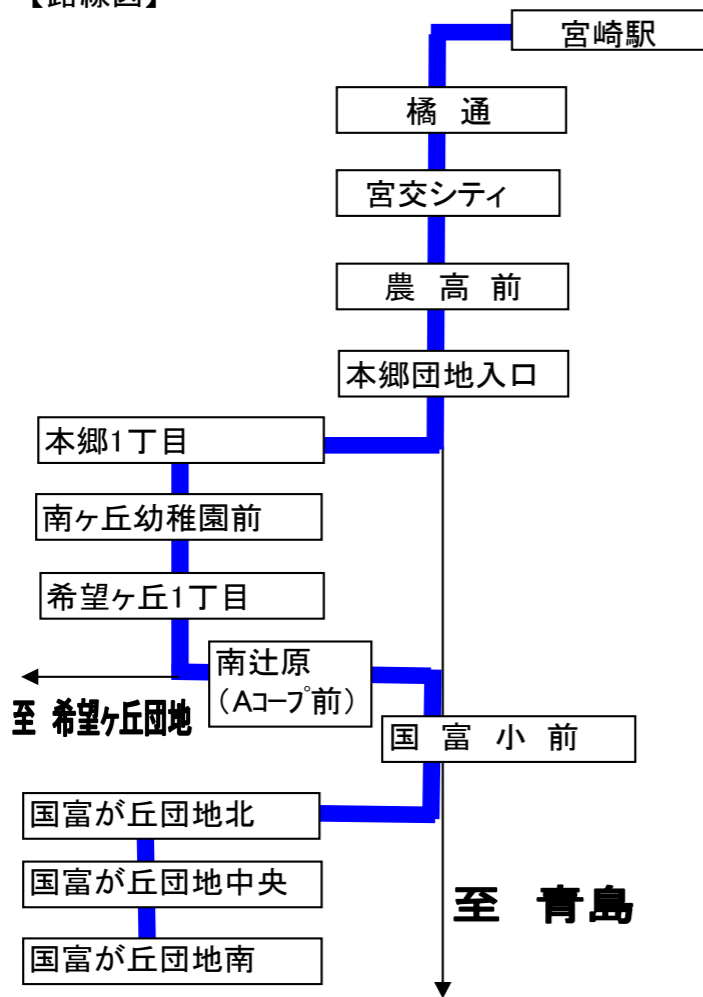 【路線図】
宮崎駅
橘 通
宮交シティ
農 高 前
本郷団地入口
本郷1丁目
南ヶ丘幼稚園前
希望ヶ丘1丁目
南辻原
(Aコープ前)
至 希望ヶ丘団地
国 富 小 前
国富が丘団地北
国富が丘団地中央
至 青島
国富が丘団地南